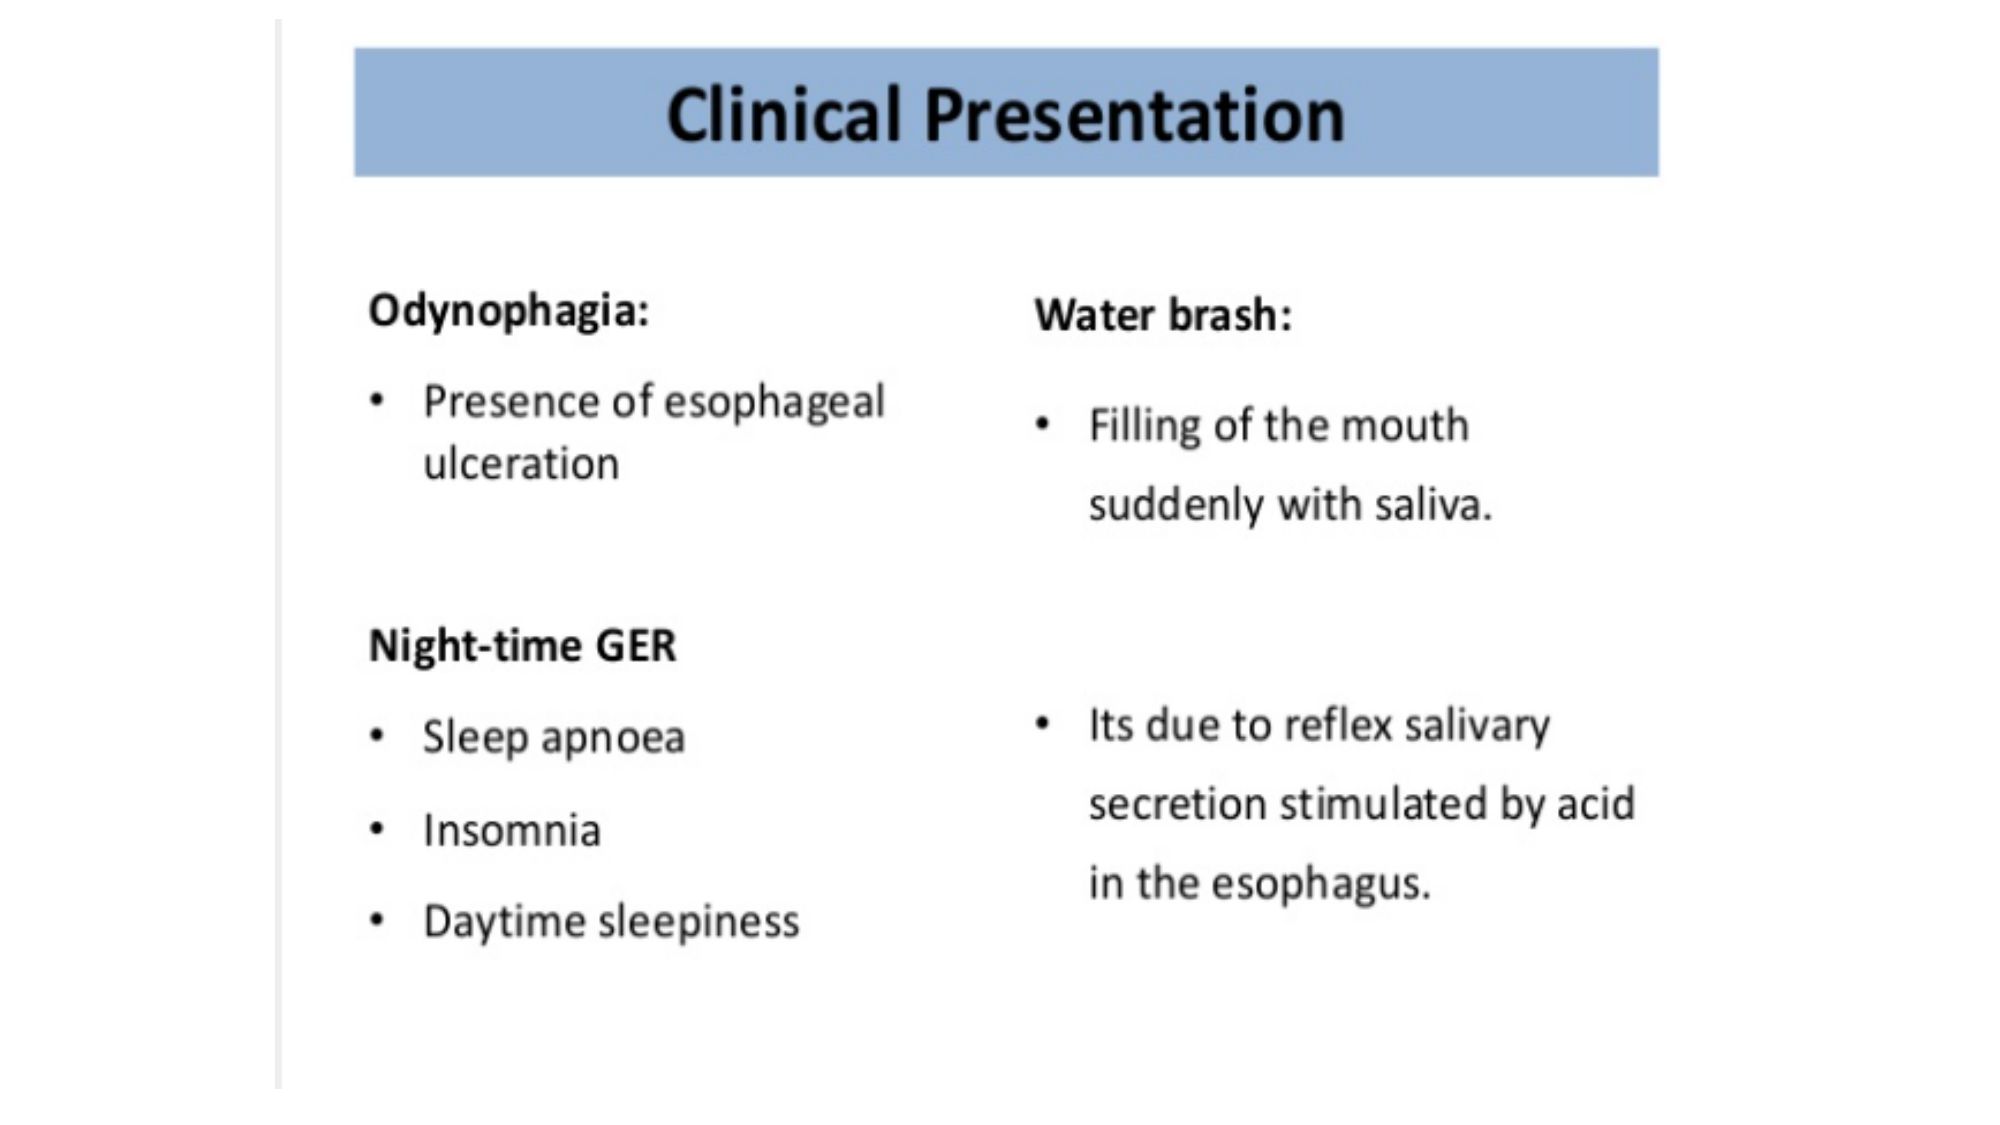 Clinical Presentation
Odynophagia:
• Presence of esophageal
ulceration
Night-time GER
• Sleep apnoea
• Insomnia
• Daytime sleepiness
Water brash:
• Filling of the mouth
suddenly with saliva.
• Its due to reflex salivary
secretion stimulated by acid
in the esophagus.